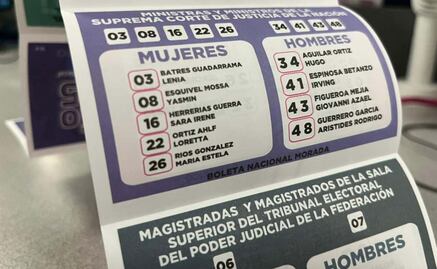 MINISTRAS Y MINISTROS DE LA
SUPREMA CORTE DE JUSTICIA DE LA NACIÓN
03 08 16 22 26
34 41 43 48
MUJERES
03 BATRES GUADARRAMA
LENIA
08 ESQUIVEL MOSSA
YASMIN
16 HERRERIAS GUERRA
SARA IRENE
22 ORTIZ AHLF
LORETTA
26 RIOS GONZALEZ
MARIA ESTELA
HOMBRES
34 AGUILAR ORTIZ
HUGO
41 ESPINOSA BETANZO
IRVING
43 FIGUEROA MEJIA
GIOVANNI AZAEL
48 GUERRERO GARCIA
ARISTIDES RODRIGO
BOLETA NACIONAL MORADA
MAGISTRADAS Y MAGISTRADOS DE LA SALA
SUPERIOR DEL TRIBUNAL ELECTORAL
DEL PODER JUDICIAL DE LA FEDERACIÓN
06
07
HOMBRES